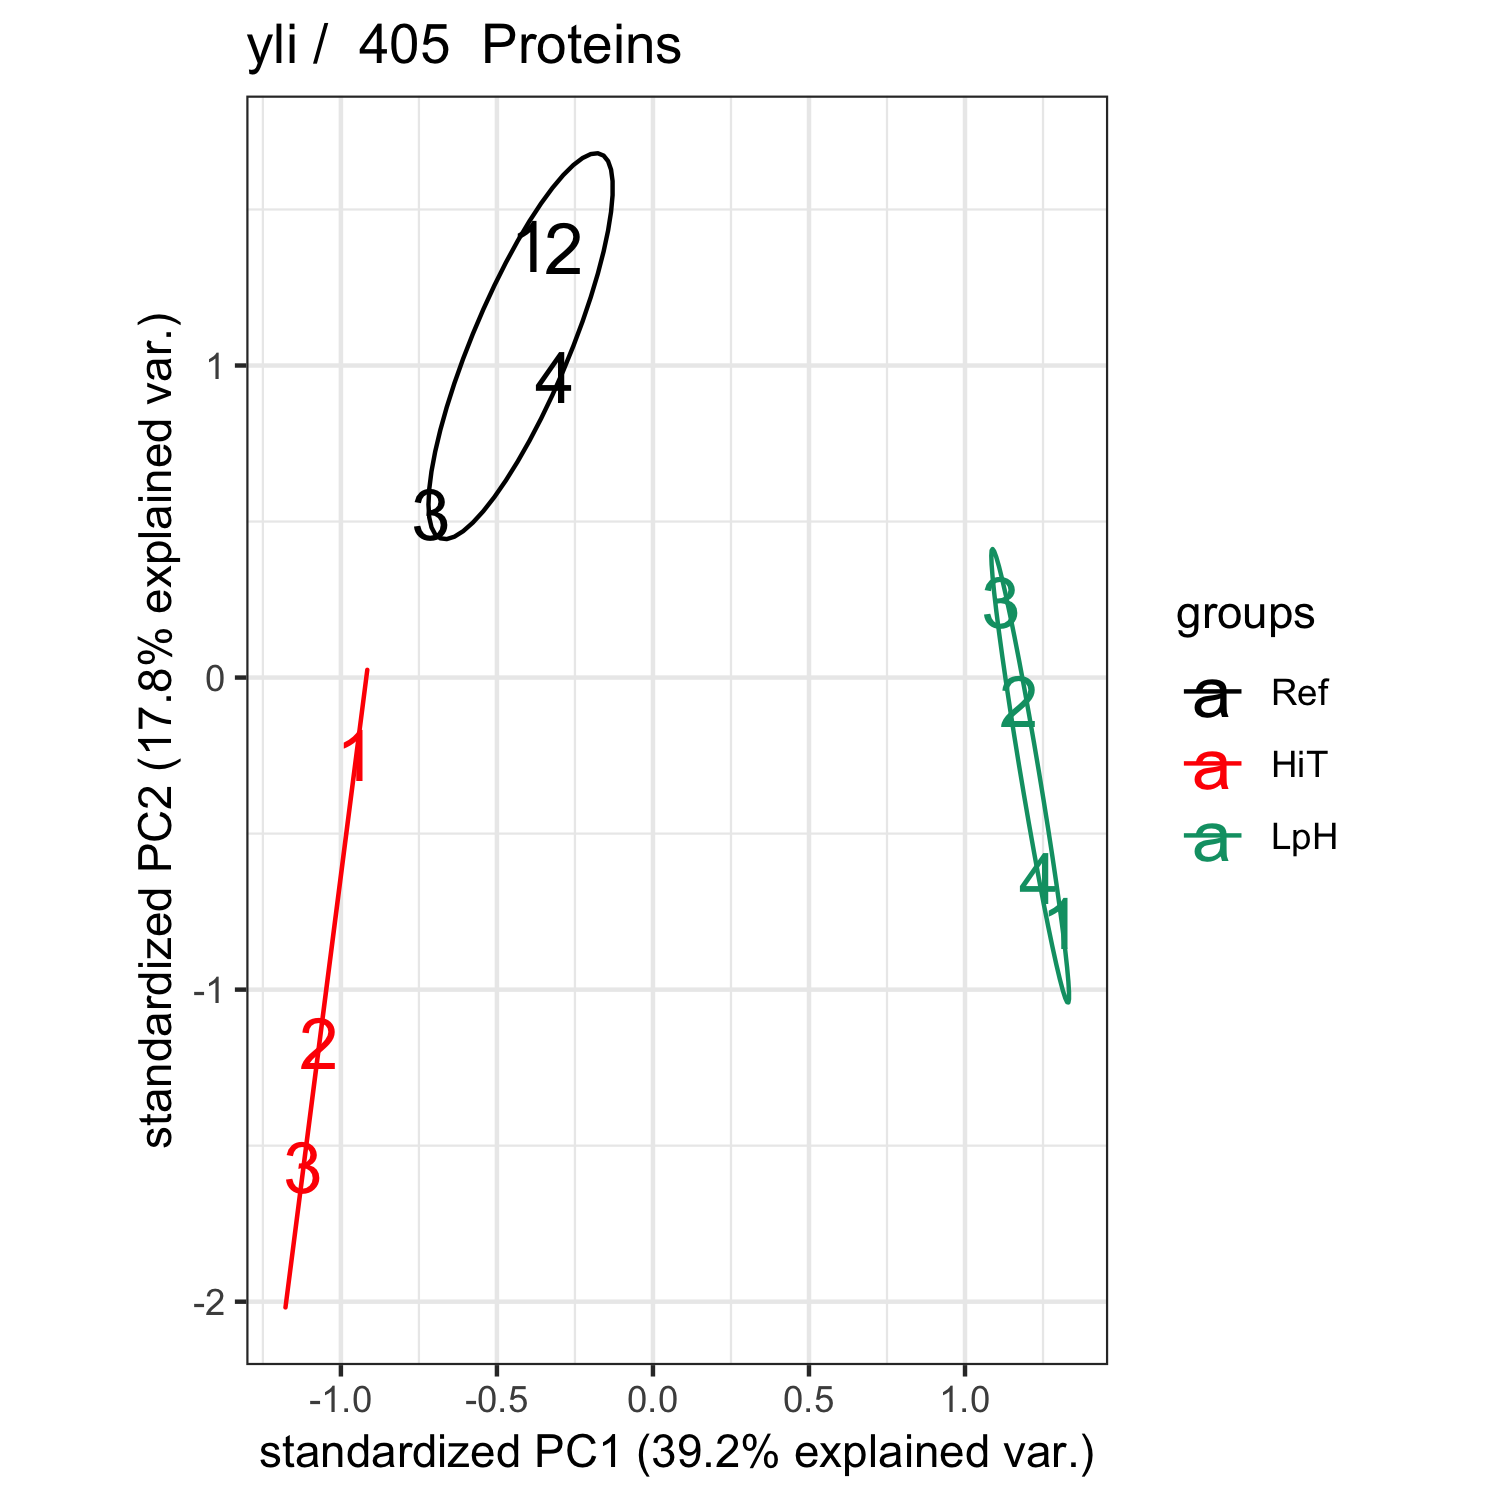 yli /  405  Proteins
standardized PC2 (17.8% explained var.)
1
0
-1
-2
12
4
3
1
2
3
3
2
4
1
-1.0 -0.5 0.0 0.5 1.0
standardized PC1 (39.2% explained var.)
groups
a Ref
a HiT
a LpH